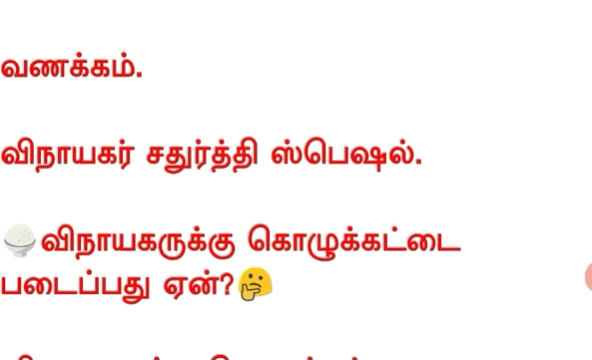 வணக்கம்.
விநாயகர் சதுர்த்தி ஸ்பெஷல்.
🍚விநாயகருக்கு கொழுக்கட்டை
படைப்பது ஏன்?🤔